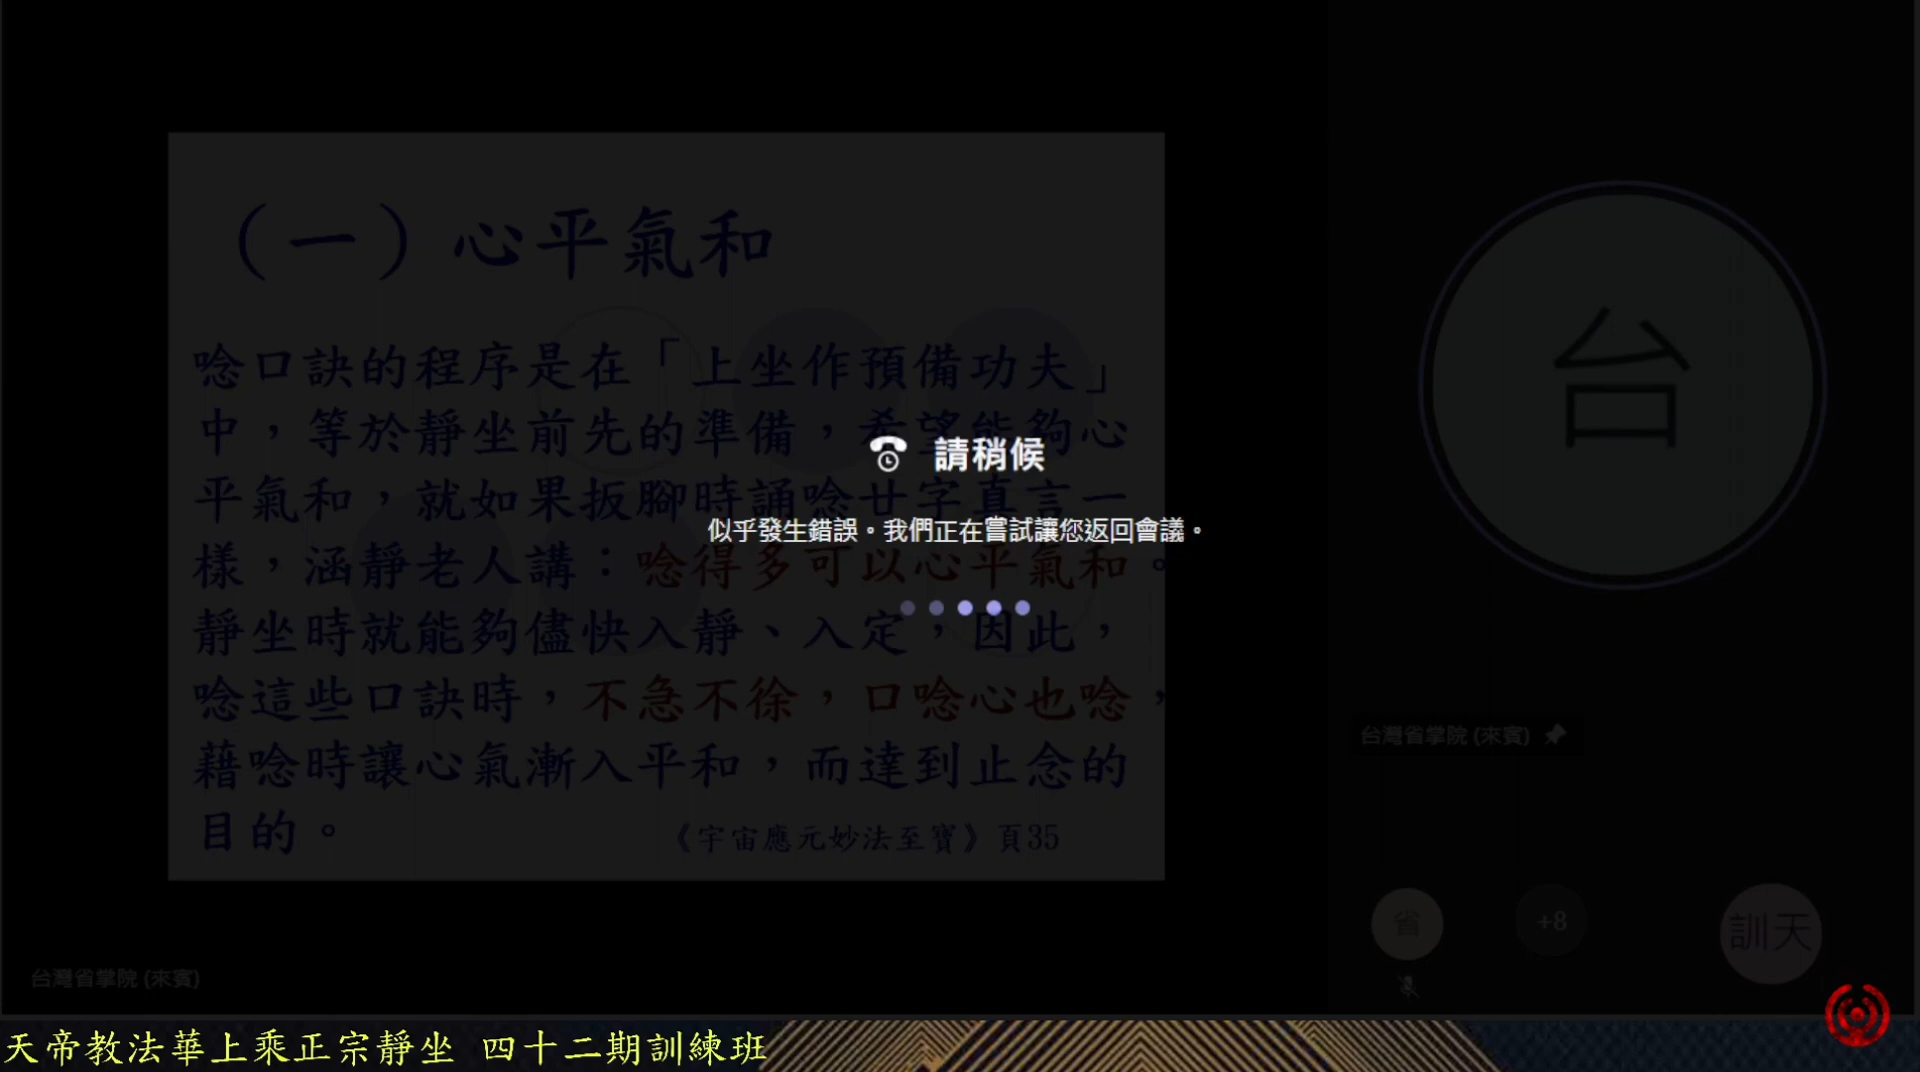 （一）心平氣和
唸口訣的程序是在「上坐作預備功夫」
中，等於靜坐前先的準備，希望能夠心
平氣和，就如果扳腳時誦唸廿字真言一
樣，涵靜老人講：唸得多可以心平氣和。
靜坐時就能夠儘快入靜、入定，因此，
唸這些口訣時，不急不徐，口唸心也唸，
藉唸時讓心氣漸入平和，而達到止念的
目的。
《宇宙應元妙法至寶》頁35
請稍候
似乎發生錯誤。我們正在嘗試讓您返回會議。
台
台灣省掌院 (來賓)
省
+8
訓天
台灣省掌院 (來賓)
天帝教法華上乘正宗靜坐 四十二期訓練班